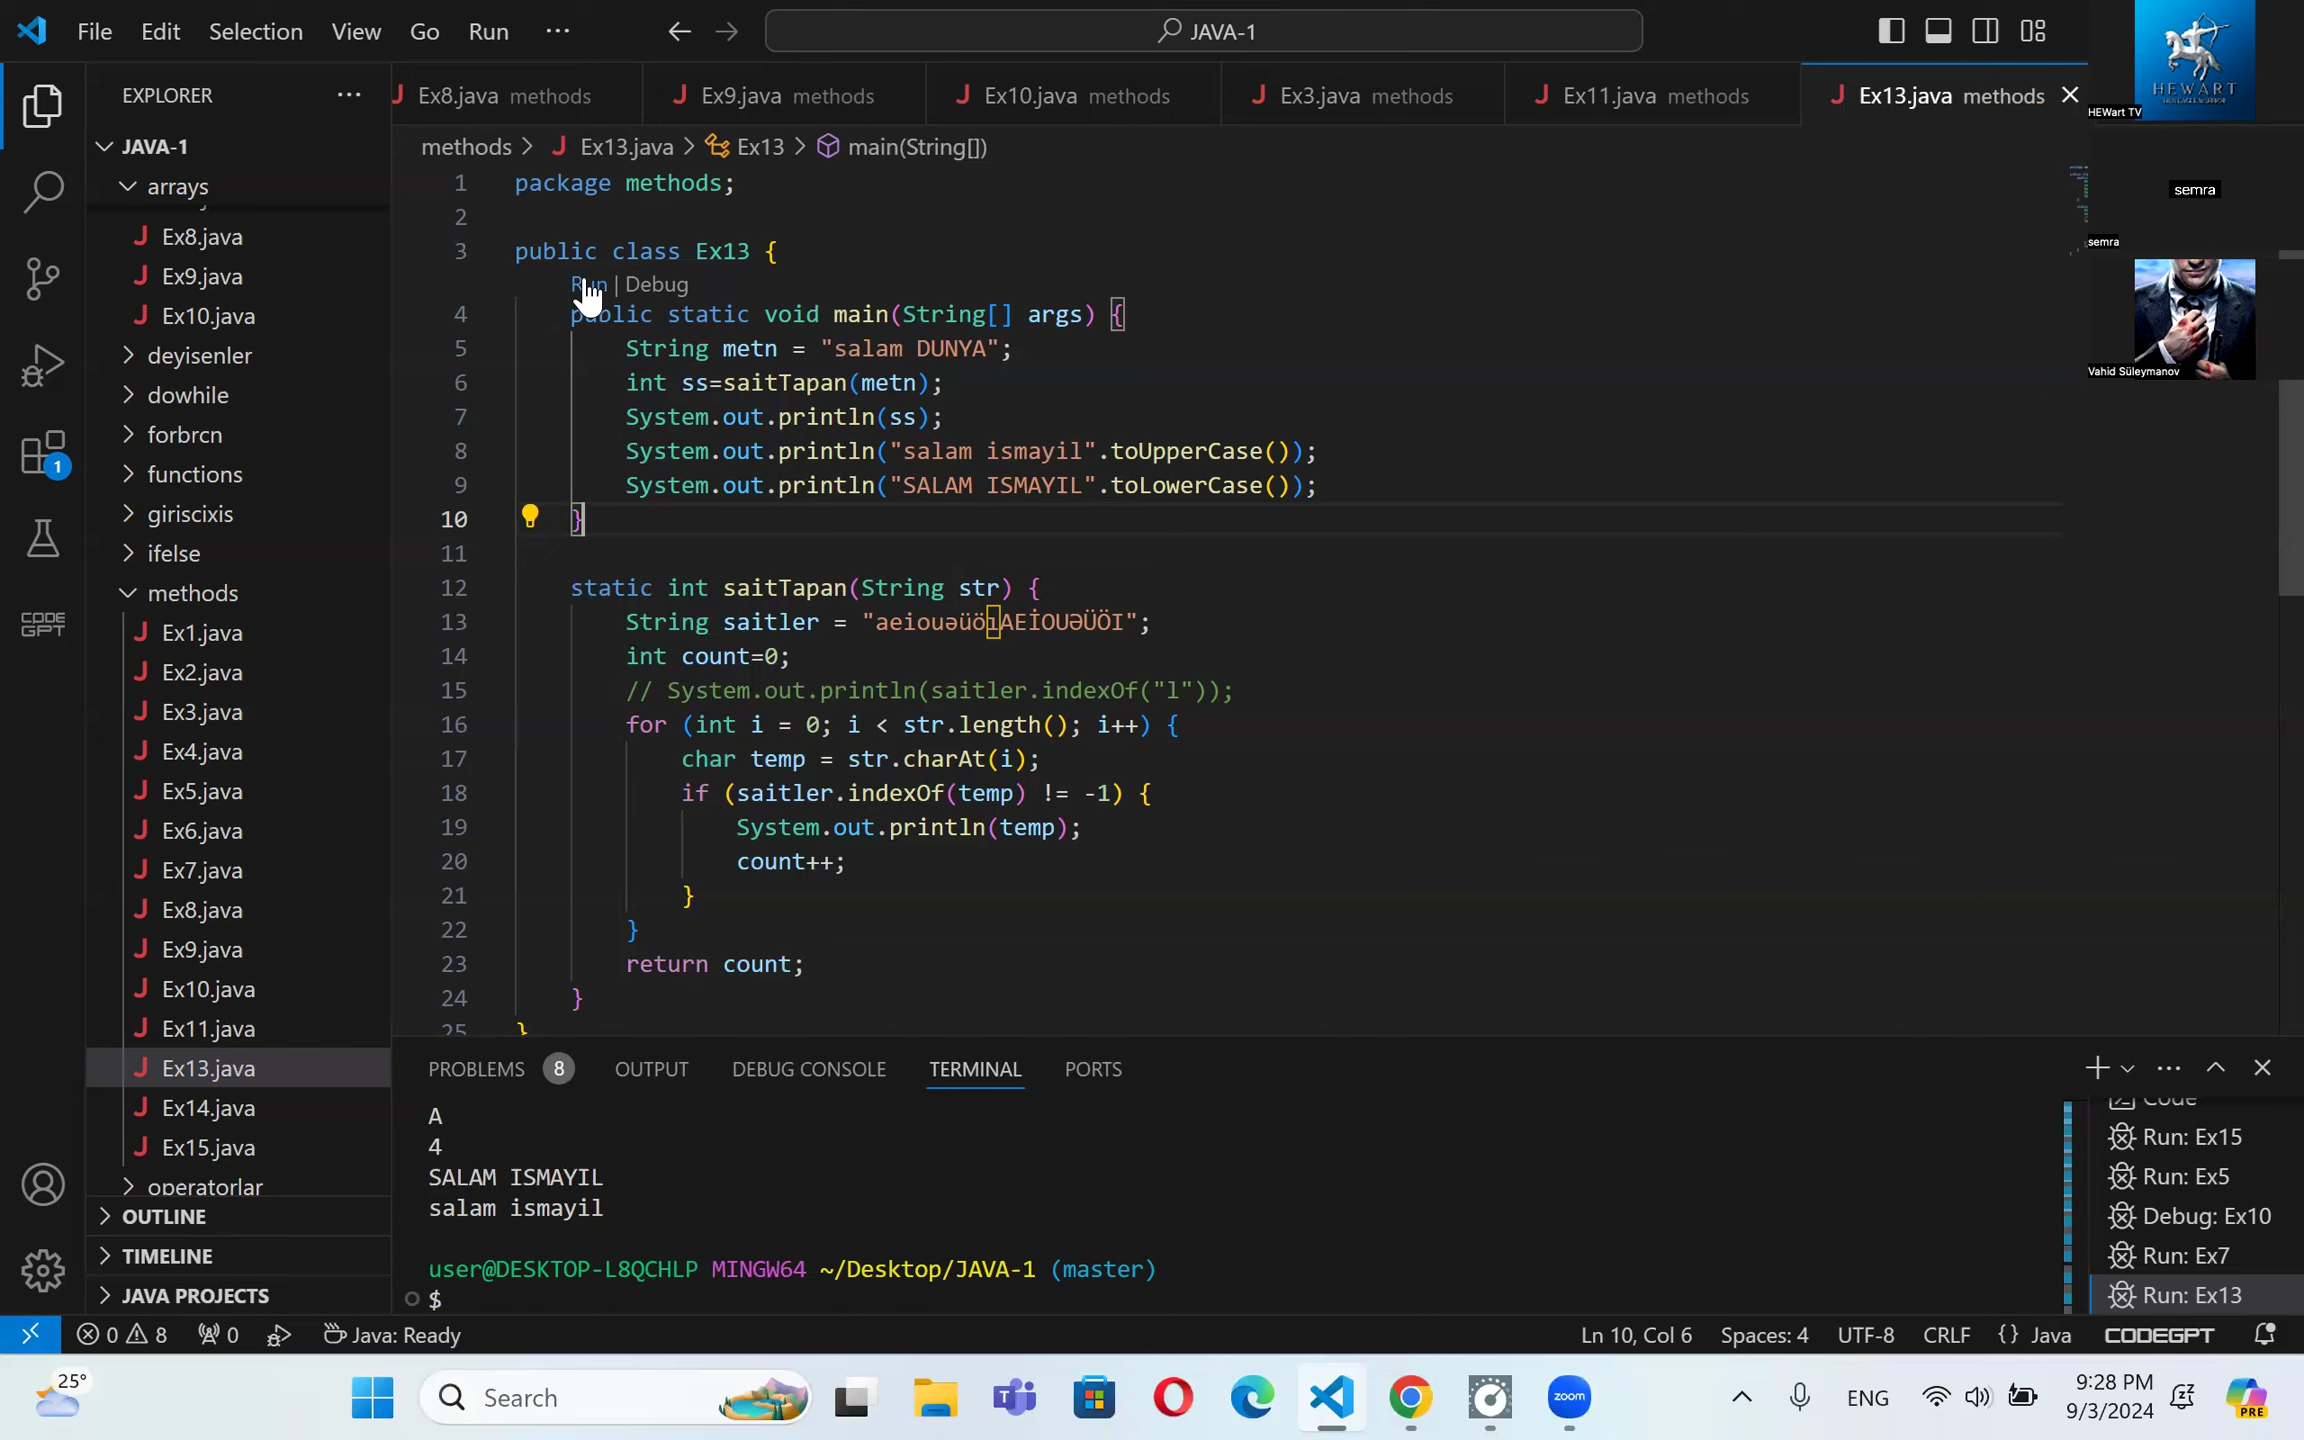 File Edit Selection View Go Run ··· JAVA-1
HEWART
HEWart TV
EXPLORER ···
JAVA-1
arrays
Ex8.java
Ex9.java
Ex10.java
deyisenler
dowhile
forbrcn
functions
giriscixis
ifelse
methods
Ex1.java
Ex2.java
Ex3.java
Ex4.java
Ex5.java
Ex6.java
Ex7.java
Ex8.java
Ex9.java
Ex10.java
Ex11.java
Ex13.java
Ex14.java
Ex15.java
operatorlar
OUTLINE
TIMELINE
JAVA PROJECTS
1
CODE
GPT
Ex8.java methods Ex9.java methods Ex10.java methods Ex3.java methods Ex11.java methods Ex13.java methods
methods > Ex13.java > Ex13 > main(String[])
1 package methods;
2
3 public class Ex13 {
Run | Debug
4 public static void main(String[] args) {
5 String metn = "salam DUNYA";
6 int ss=saitTapan(metn);
7 System.out.println(ss);
8 System.out.println("salam ismayil".toUpperCase());
9 System.out.println("SALAM ISMAYIL".toLowerCase());
10 }
11
12 static int saitTapan(String str) {
13 String saitler = "aeiouəüöıAEİOUƏÜÖI";
14 int count=0;
15 // System.out.println(saitler.indexOf("l"));
16 for (int i = 0; i < str.length(); i++) {
17 char temp = str.charAt(i);
18 if (saitler.indexOf(temp) != -1) {
19 System.out.println(temp);
20 count++;
21 }
22 }
23 return count;
24 }
25 }
semra
semra
Vahid Süleymanov
PROBLEMS 8 OUTPUT DEBUG CONSOLE TERMINAL PORTS
A
4
SALAM ISMAYIL
salam ismayil
user@DESKTOP-L8QCHLP MINGW64 ~/Desktop/JAVA-1 (master)
$
Code
Run: Ex15
Run: Ex5
Debug: Ex10
Run: Ex7
Run: Ex13
0 8 0 Java: Ready Ln 10, Col 6 Spaces: 4 UTF-8 CRLF {} Java CODEGPT
25° Search zoom ENG 9:28 PM
9/3/2024
PRE